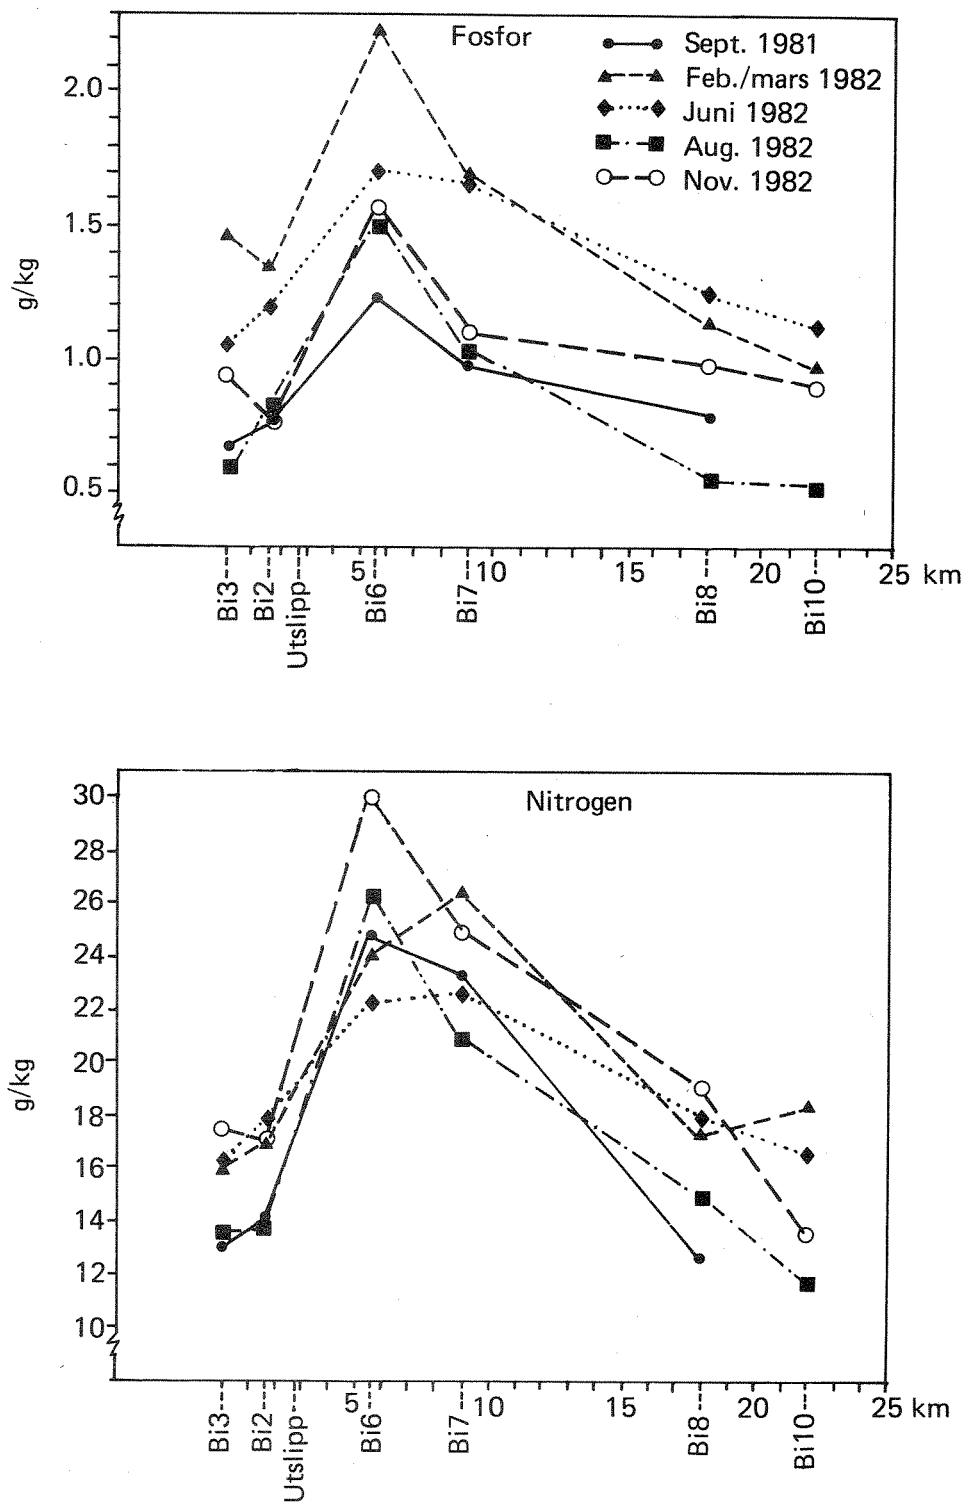 Fosfor
Sept. 1981
Feb./mars 1982
Juni 1982
Aug. 1982
Nov. 1982
2.0
1.5
1.0
0.5
g/kg
5 10 15 20 25 km
Bi3 Bi2 Utslipp Bi6 Bi7 Bi8 Bi10
Nitrogen
30
28
26
24
22
20
18
16
14
12
10
g/kg
5 10 15 20 25 km
Bi3 Bi2 Utslipp Bi6 Bi7 Bi8 Bi10